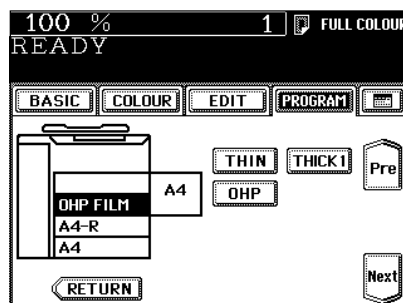 100 % 1 FULL COLOUR
READY
BASIC COLOUR EDIT PROGRAM
THIN THICK1 Pre
A4 OHP
OHP FILM
A4-R
A4
RETURN Next